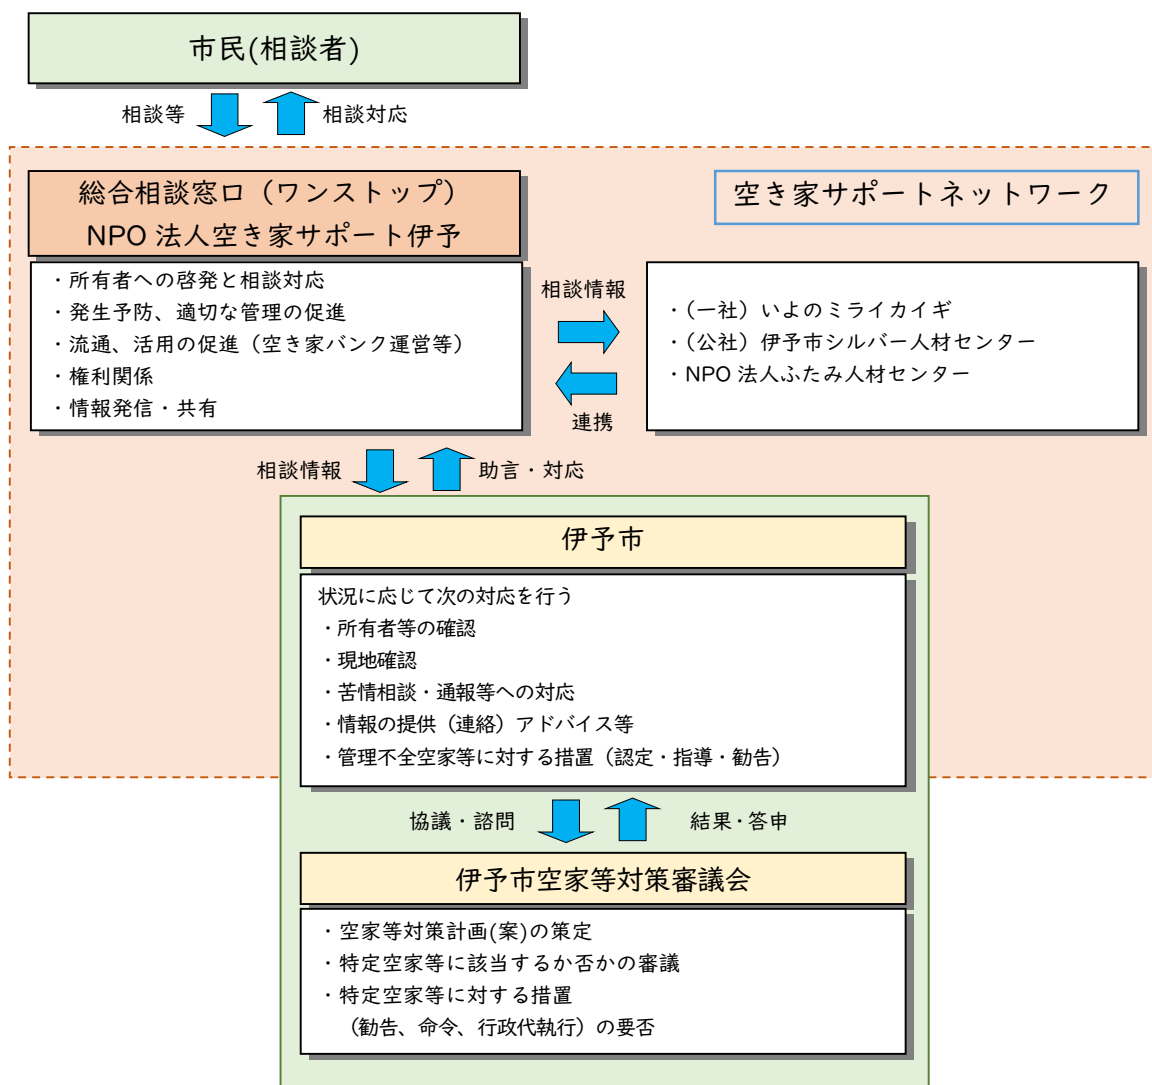 市民(相談者)
相談等
相談対応
総合相談窓口（ワンストップ）
NPO 法人空き家サポート伊予
空き家サポートネットワーク
・所有者への啓発と相談対応
・発生予防、適切な管理の促進
・流通、活用の促進（空き家バンク運営等）
・権利関係
・情報発信・共有
相談情報
連携
・（一社）いよのミライカイギ
・（公社）伊予市シルバー人材センター
・NPO 法人ふたみ人材センター
相談情報
助言・対応
伊予市
状況に応じて次の対応を行う
・所有者等の確認
・現地確認
・苦情相談・通報等への対応
・情報の提供（連絡）アドバイス等
・管理不全空家等に対する措置（認定・指導・勧告）
協議・諮問
結果・答申
伊予市空家等対策審議会
・空家等対策計画(案)の策定
・特定空家等に該当するか否かの審議
・特定空家等に対する措置
（勧告、命令、行政代執行）の要否